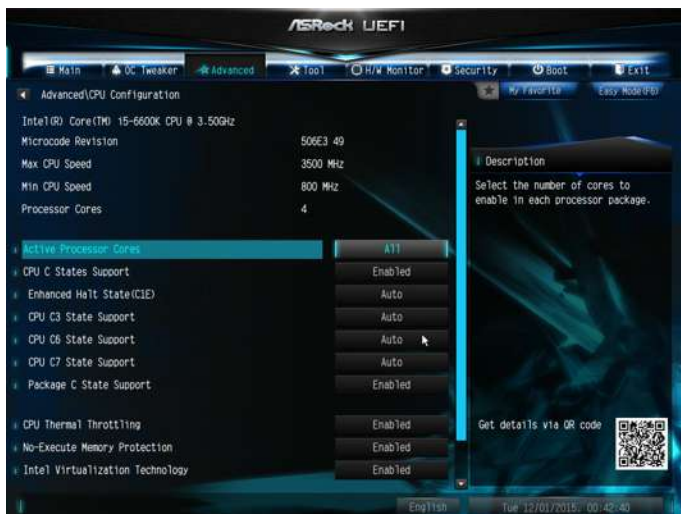 ASRock UEFI
Main OC Tweaker Advanced Tool H/W Monitor Security Boot Exit
Advanced\CPU Configuration
My Favorite Easy Mode(F6)
Intel(R) Core(TM) i5-6600K CPU @ 3.50GHz
Microcode Revision 506E3 49
Max CPU Speed 3500 MHz
Min CPU Speed 800 MHz
Processor Cores 4
Active Processor Cores All
CPU C States Support Enabled
Enhanced Halt State(C1E) Auto
CPU C3 State Support Auto
CPU C6 State Support Auto
CPU C7 State Support Auto
Package C State Support Enabled
CPU Thermal Throttling Enabled
No-Execute Memory Protection Enabled
Intel Virtualization Technology Enabled
Description
Select the number of cores to
enable in each processor package.
Get details via QR code
English
Tue 12/01/2015. 00:42:40